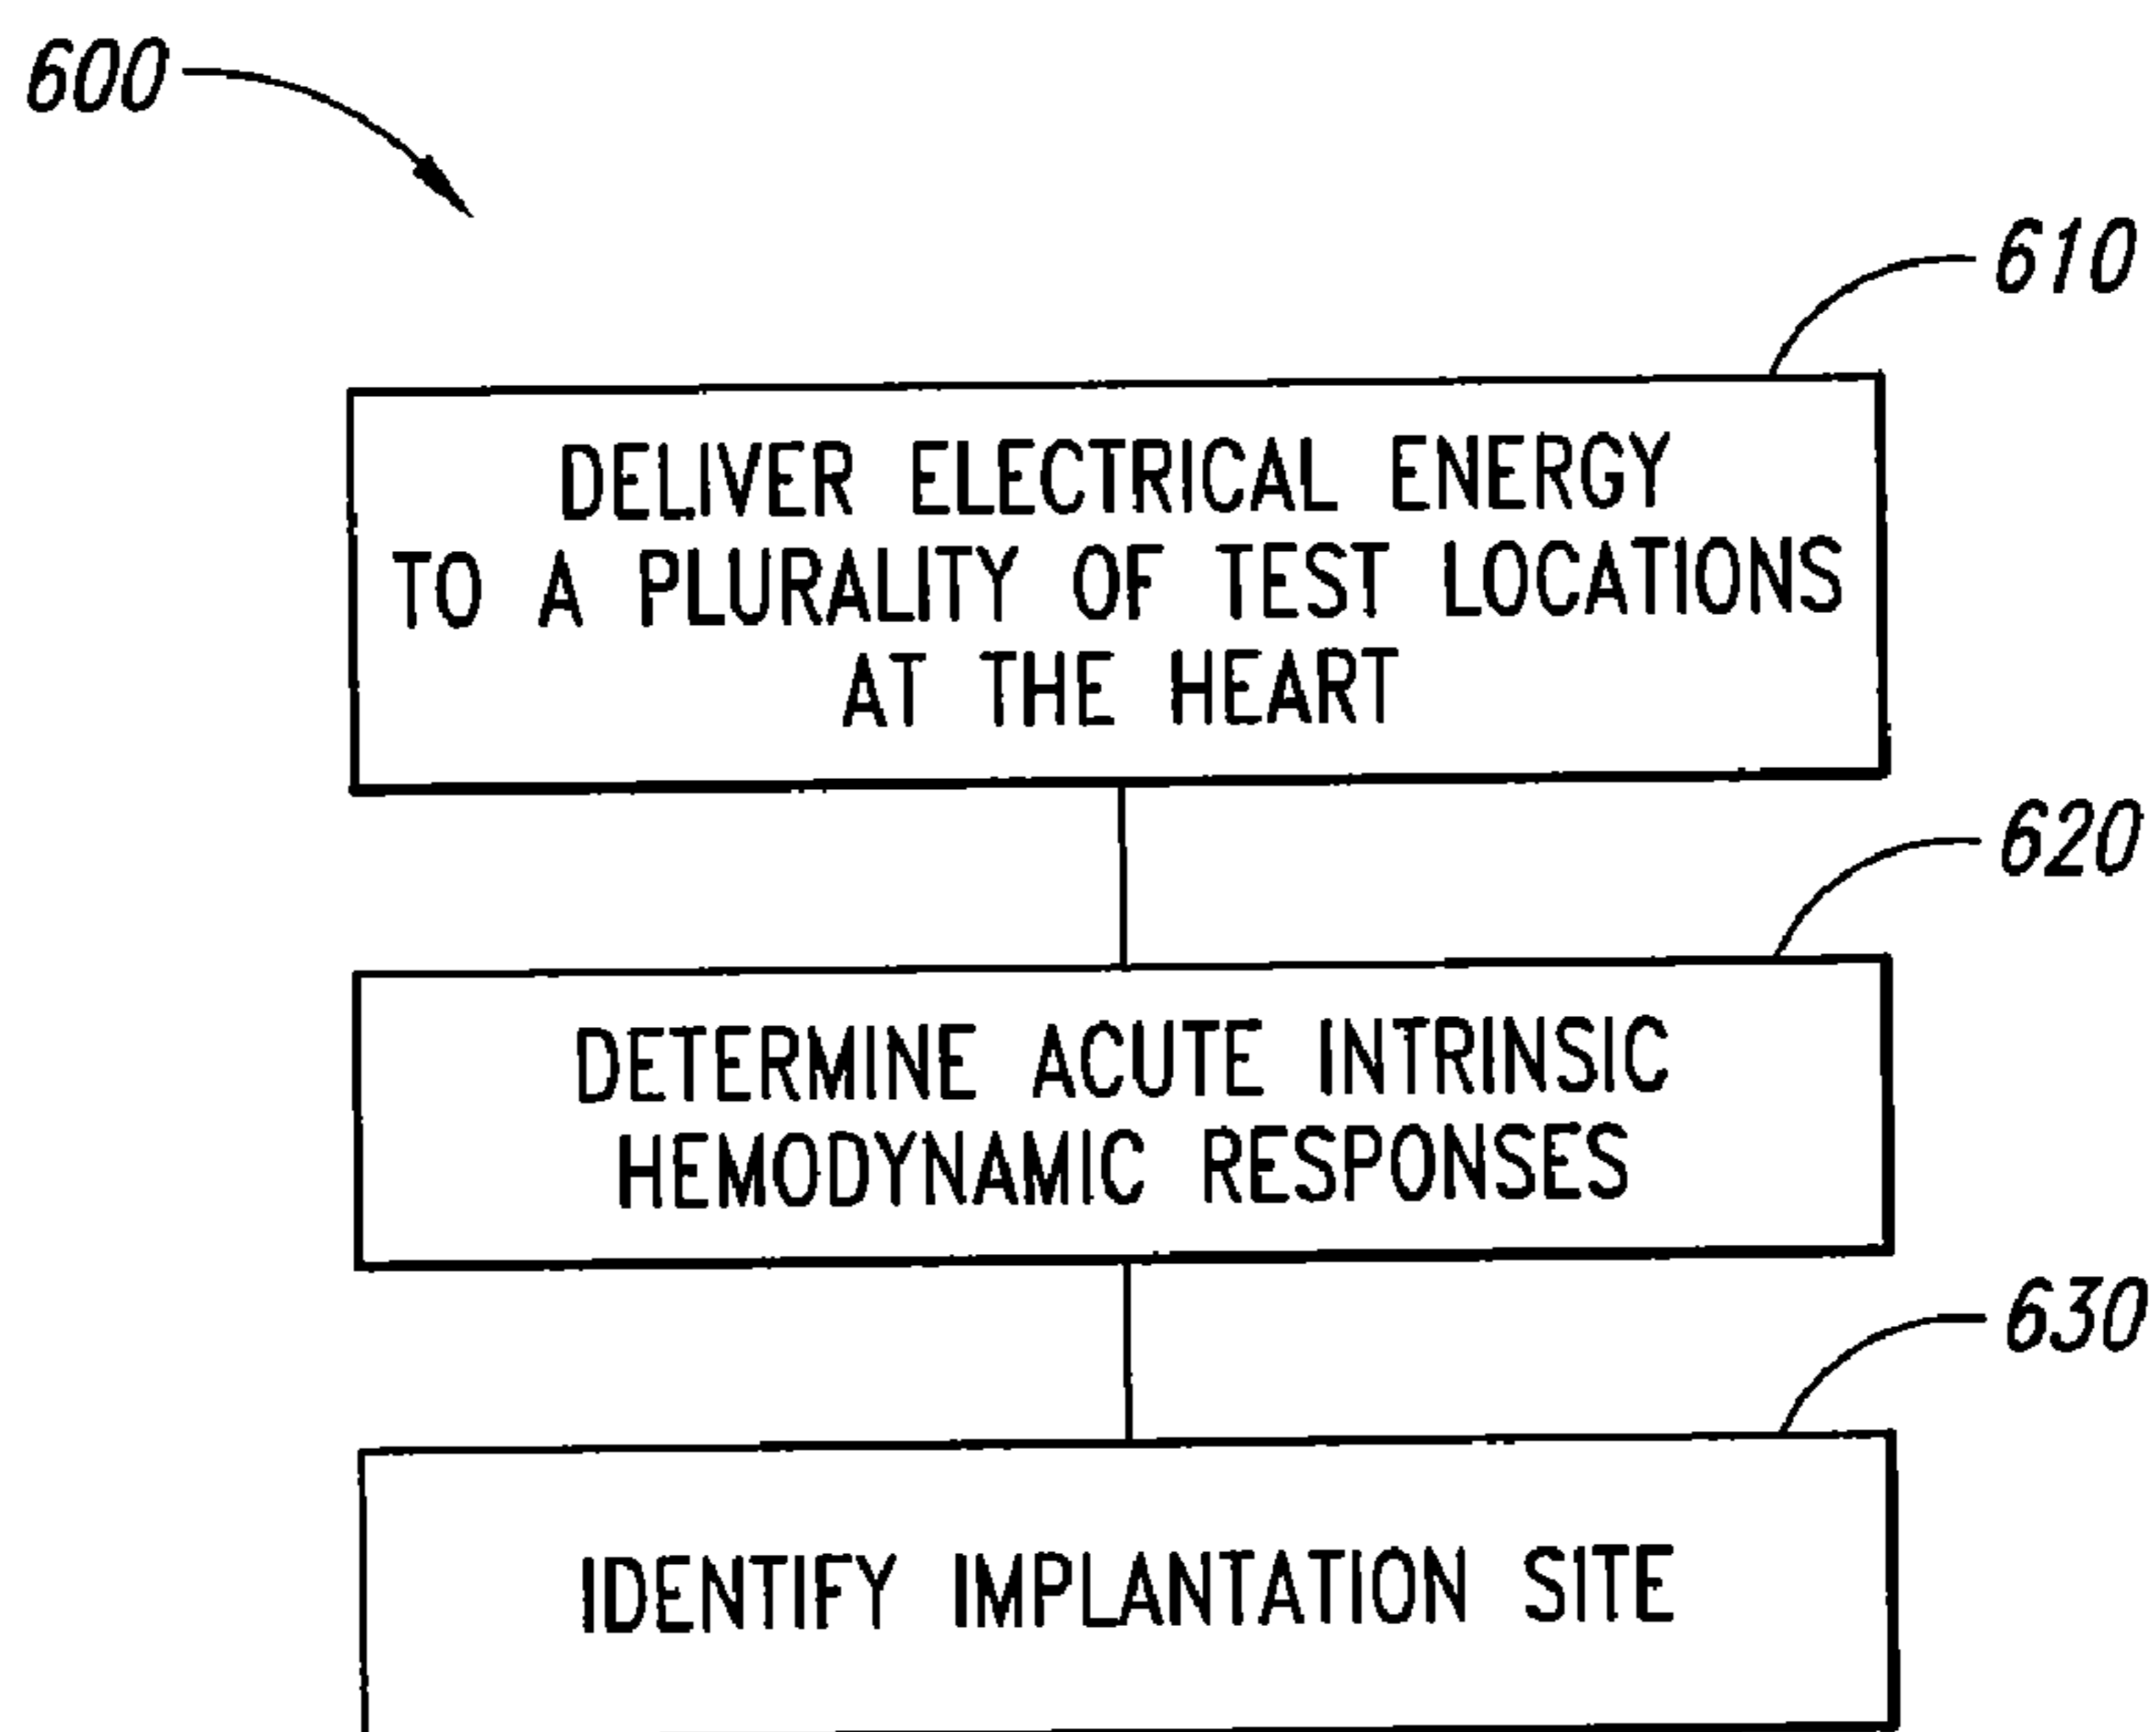 600
610
DELIVER ELECTRICAL ENERGY
TO A PLURALITY OF TEST LOCATIONS
AT THE HEART
620
DETERMINE ACUTE INTRINSIC
HEMODYNAMIC RESPONSES
630
IDENTIFY IMPLANTATION SITE